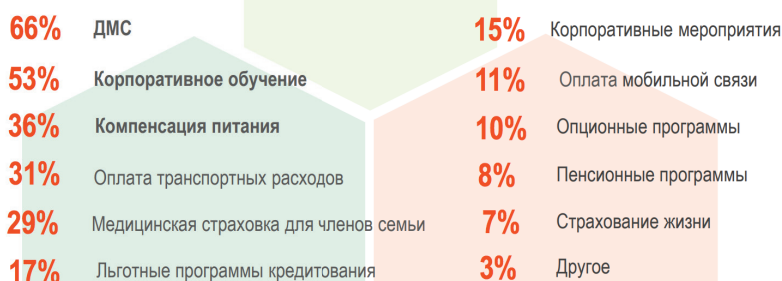 66% ДМС
53% Корпоративное обучение
36% Компенсация питания
31% Оплата транспортных расходов
29% Медицинская страховка для членов семьи
17% Льготные программы кредитования
15% Корпоративные мероприятия
11% Оплата мобильной связи
10% Опционные программы
8% Пенсионные программы
7% Страхование жизни
3% Другое